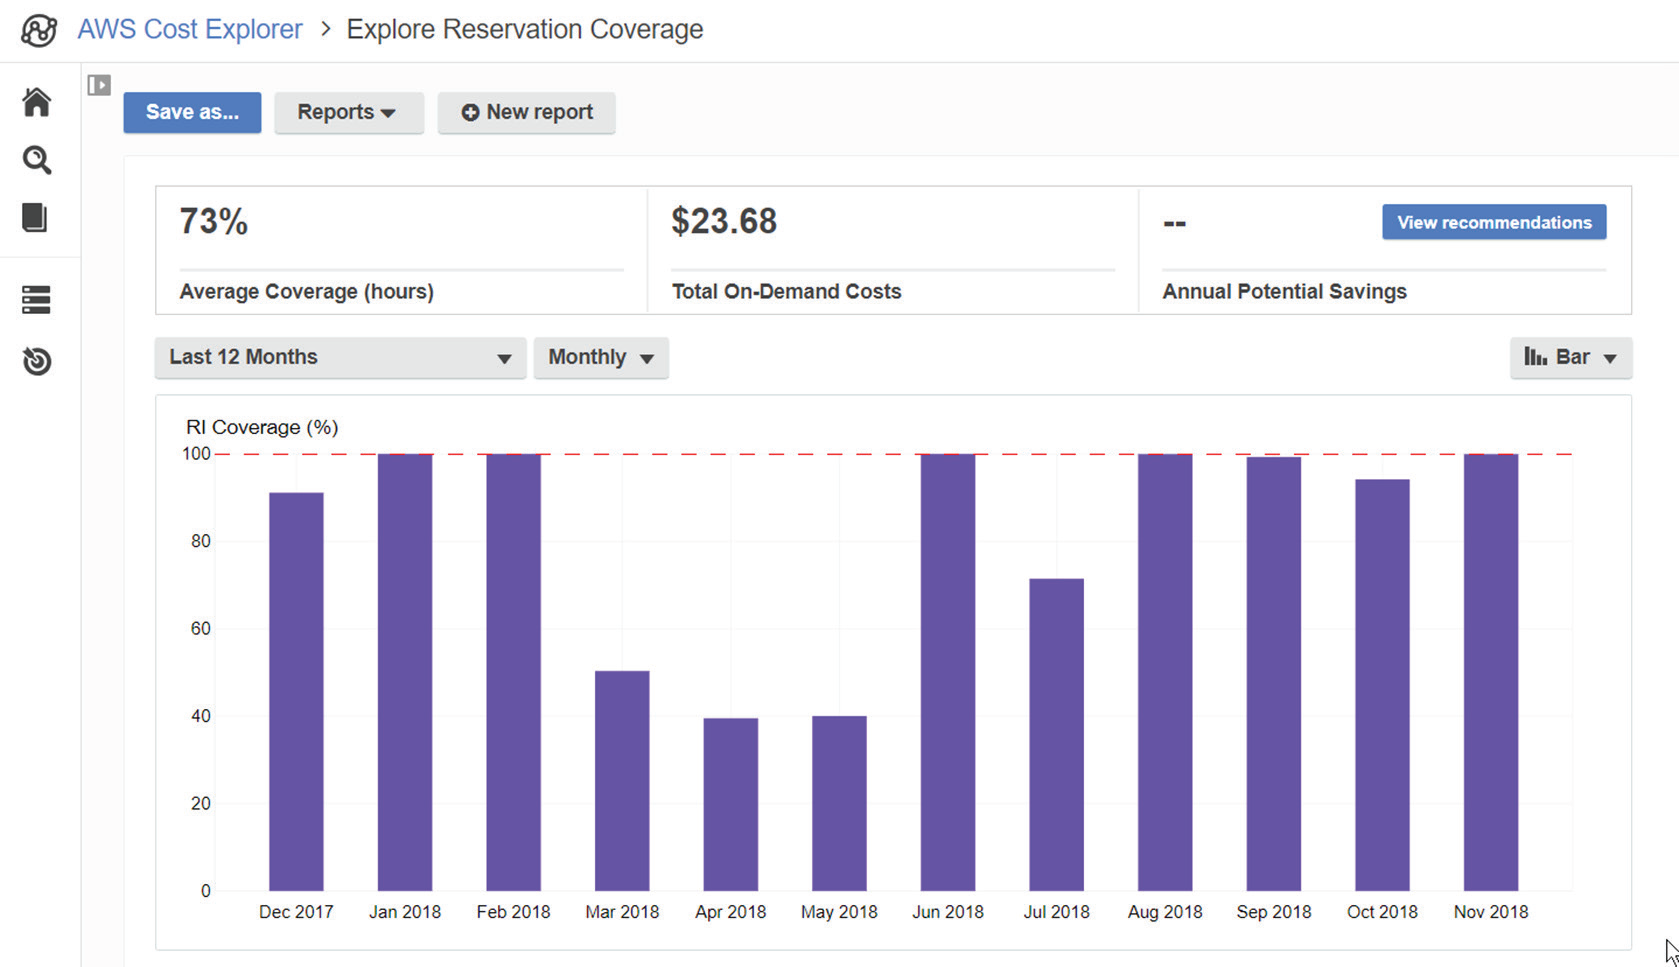 AWS Cost Explorer > Explore Reservation Coverage
Save as... Reports New report
73% $23.68 -- View recommendations
Average Coverage (hours) Total On-Demand Costs Annual Potential Savings
Last 12 Months Monthly Bar
RI Coverage (%)
100
80
60
40
20
0
Dec 2017 Jan 2018 Feb 2018 Mar 2018 Apr 2018 May 2018 Jun 2018 Jul 2018 Aug 2018 Sep 2018 Oct 2018 Nov 2018